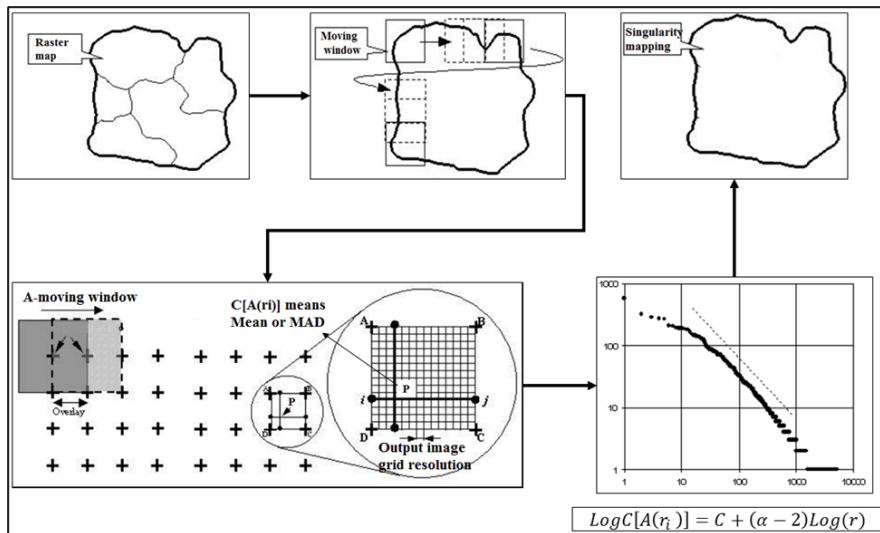 Raster
map
Moving
window
Singularity
mapping
A-moving window
Overlay
C[A(ri)] means
Mean or MAD
A
B
P
D
C
A
B
P
i
j
D
C
Output image
grid resolution
1000
100
10
1
1
10
100
1000
10000
LogC[A(r_i)] = C + (α − 2)Log(r)